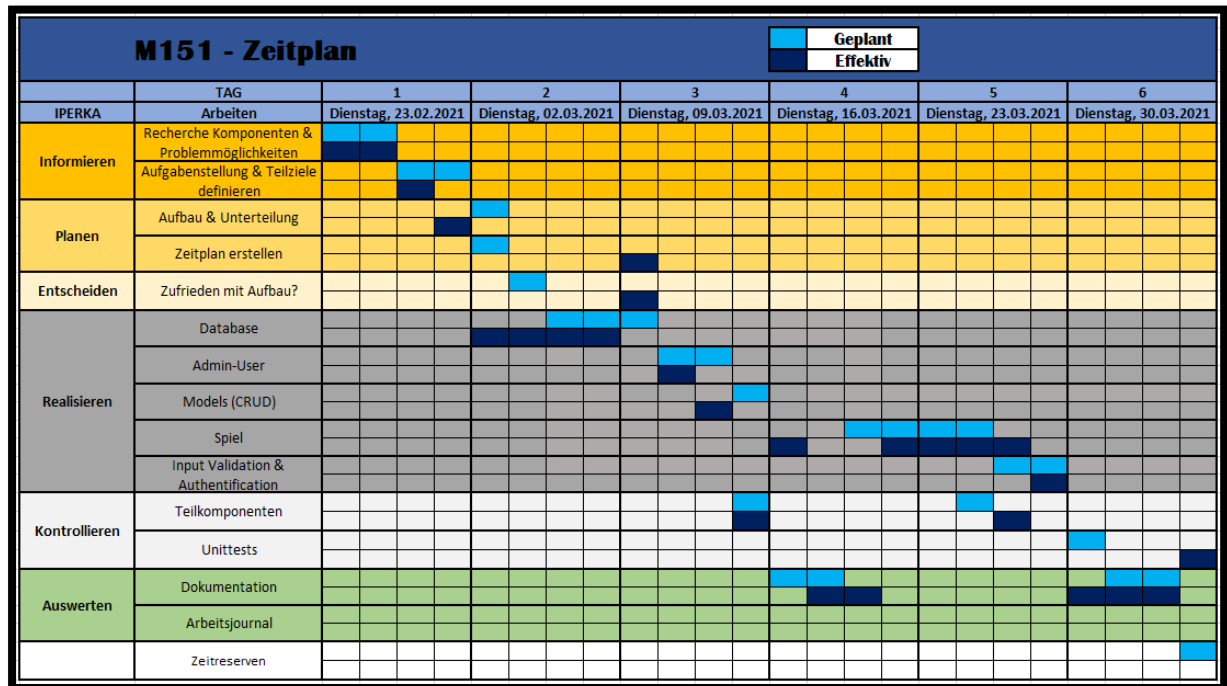 M151 - Zeitplan
Geplant
Effektiv
TAG 1 2 3 4 5 6
IPERKA Arbeiten Dienstag, 23.02.2021 Dienstag, 02.03.2021 Dienstag, 09.03.2021 Dienstag, 16.03.2021 Dienstag, 23.03.2021 Dienstag, 30.03.2021
Informieren
Recherche Komponenten &
Problemmöglichkeiten
Aufgabenstellung & Teilziele
definieren
Planen
Aufbau & Unterteilung
Zeitplan erstellen
Entscheiden
Zufrieden mit Aufbau?
Realisieren
Database
Admin-User
Models (CRUD)
Spiel
Input Validation &
Authentification
Kontrollieren
Teilkomponenten
Unittests
Auswerten
Dokumentation
Arbeitsjournal
Zeitreserven